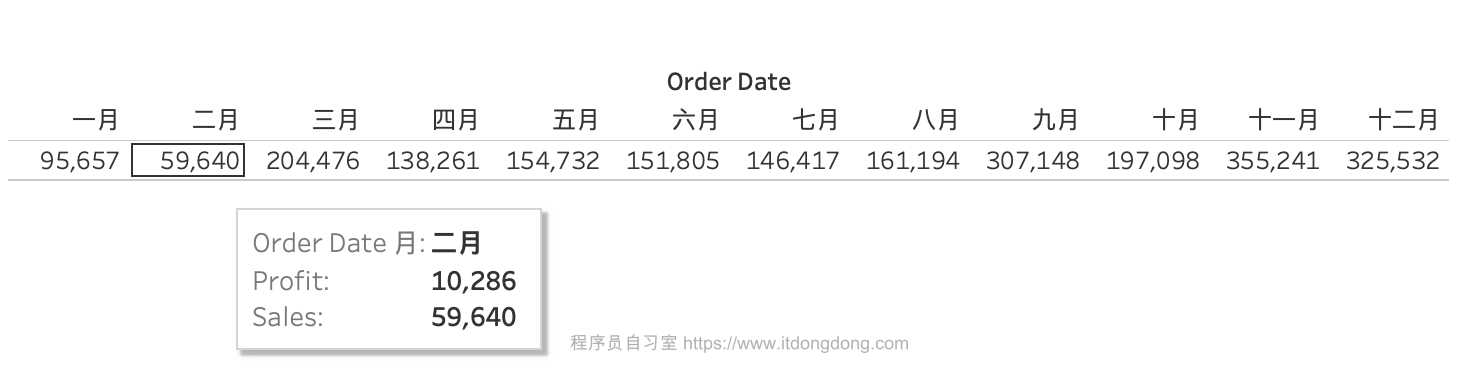 Order Date
一月 二月 三月 四月 五月 六月 七月 八月 九月 十月 十一月 十二月
95,657 59,640 204,476 138,261 154,732 151,805 146,417 161,194 307,148 197,098 355,241 325,532
Order Date 月: 二月
Profit: 10,286
Sales: 59,640
程序员自习室 https://www.itdongdong.com